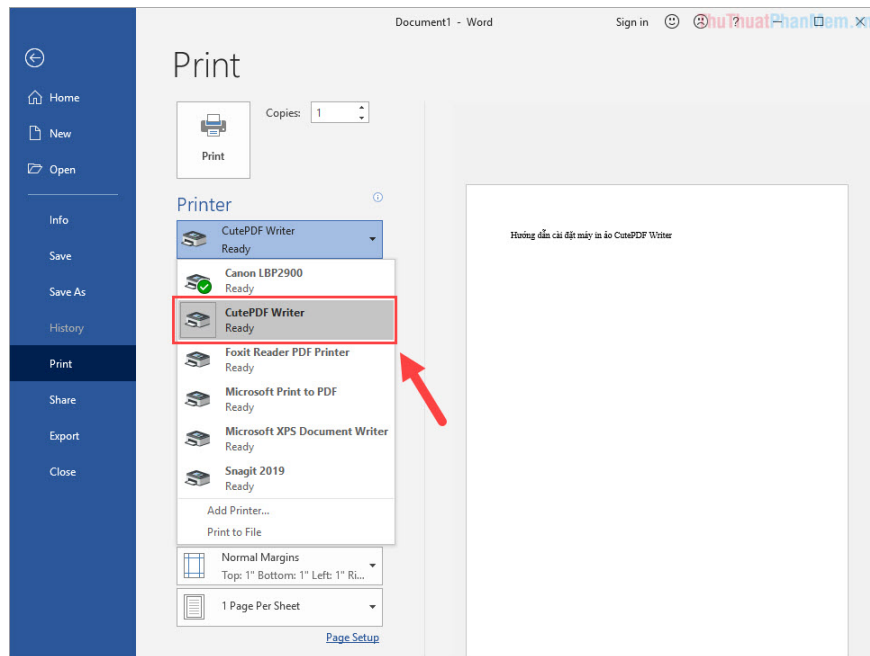 Document1 - Word
Sign in
ThuThuatPhanMem.vn
?
Print
Home
New
Open
Info
Save
Save As
History
Print
Share
Export
Close
Copies: 1
Print
Printer
CutePDF Writer
Ready
Canon LBP2900
Ready
CutePDF Writer
Ready
Foxit Reader PDF Printer
Ready
Microsoft Print to PDF
Ready
Microsoft XPS Document Writer
Ready
Snagit 2019
Ready
Add Printer...
Print to File
Normal Margins
Top: 1" Bottom: 1" Left: 1" Ri...
1 Page Per Sheet
Page Setup
Hướng dẫn cài đặt máy in ảo CutePDF Writer